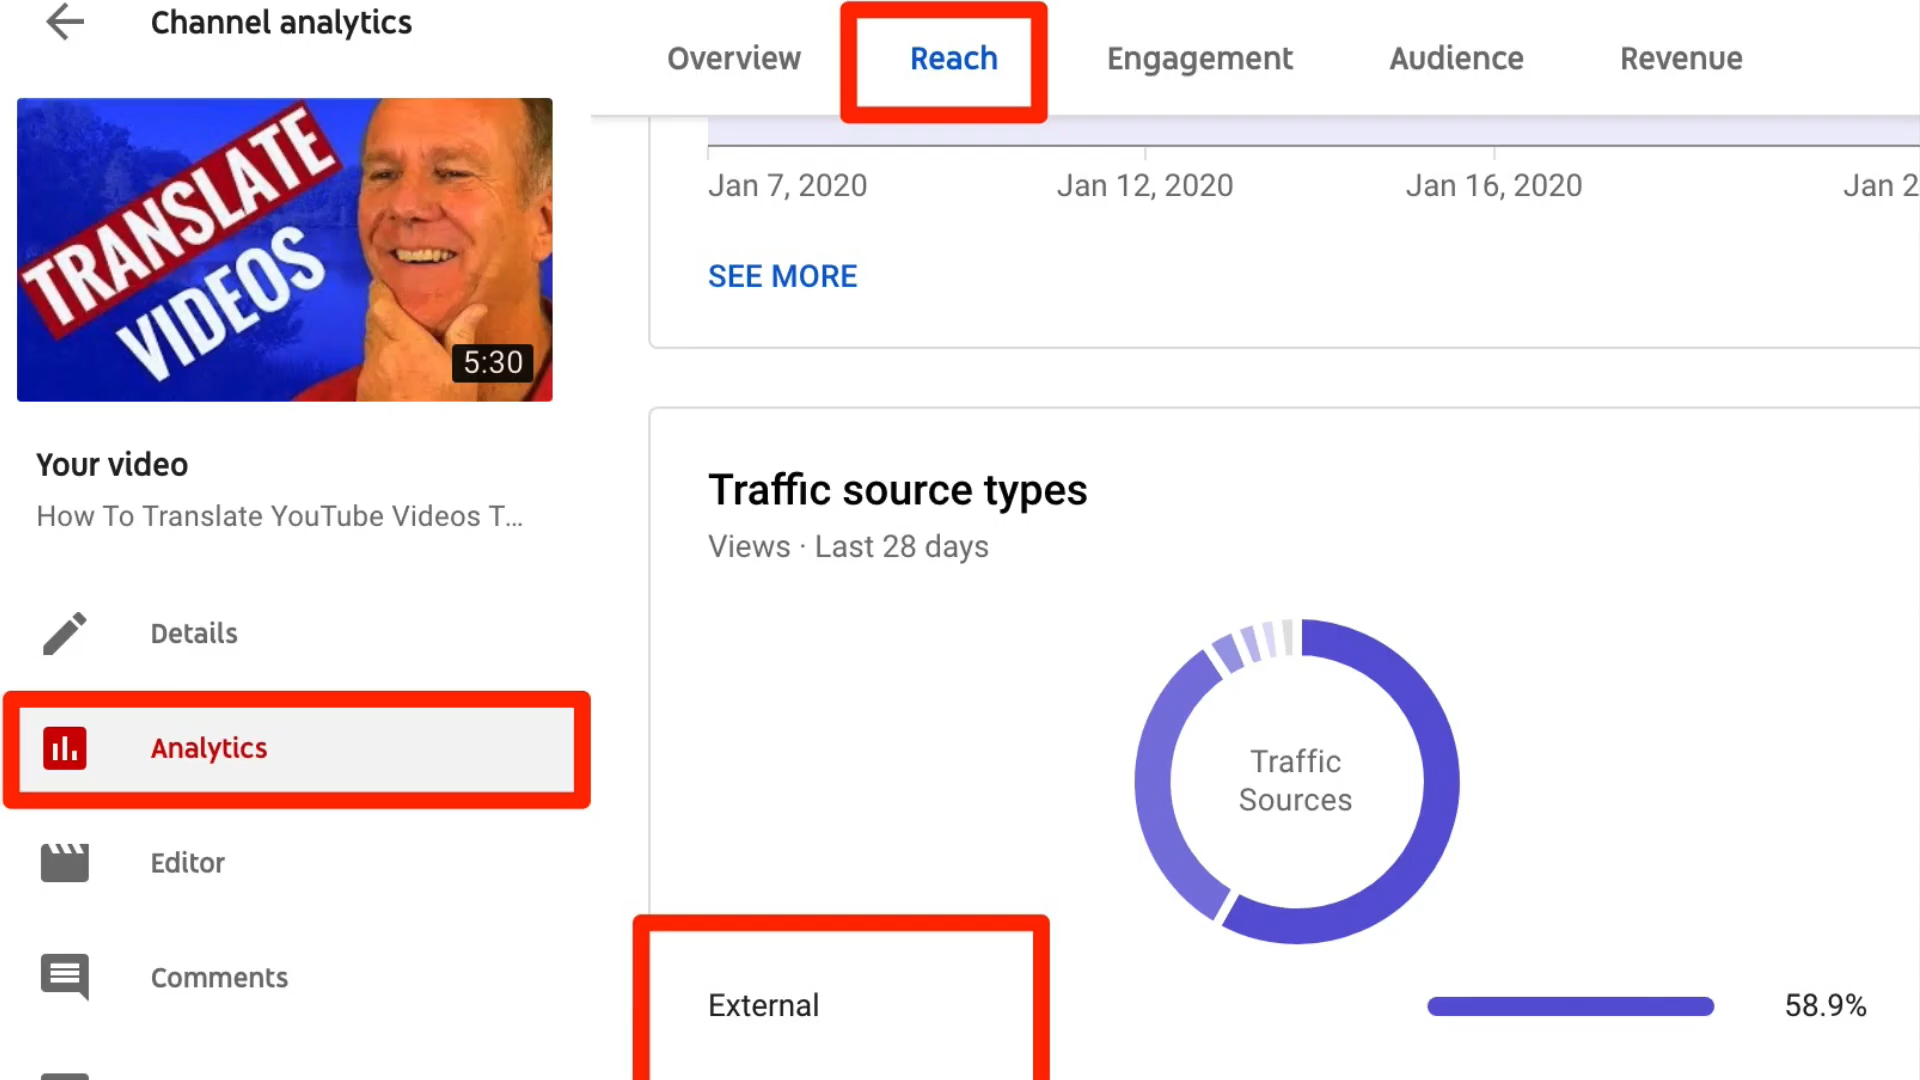 Channel analytics
TRANSLATE
VIDEOS
5:30
Your video
How To Translate YouTube Videos T...
Details
Analytics
Editor
Comments
Overview
Reach
Engagement
Audience
Revenue
Jan 7, 2020
Jan 12, 2020
Jan 16, 2020
Jan 2
SEE MORE
Traffic source types
Views · Last 28 days
Traffic
Sources
External
58.9%